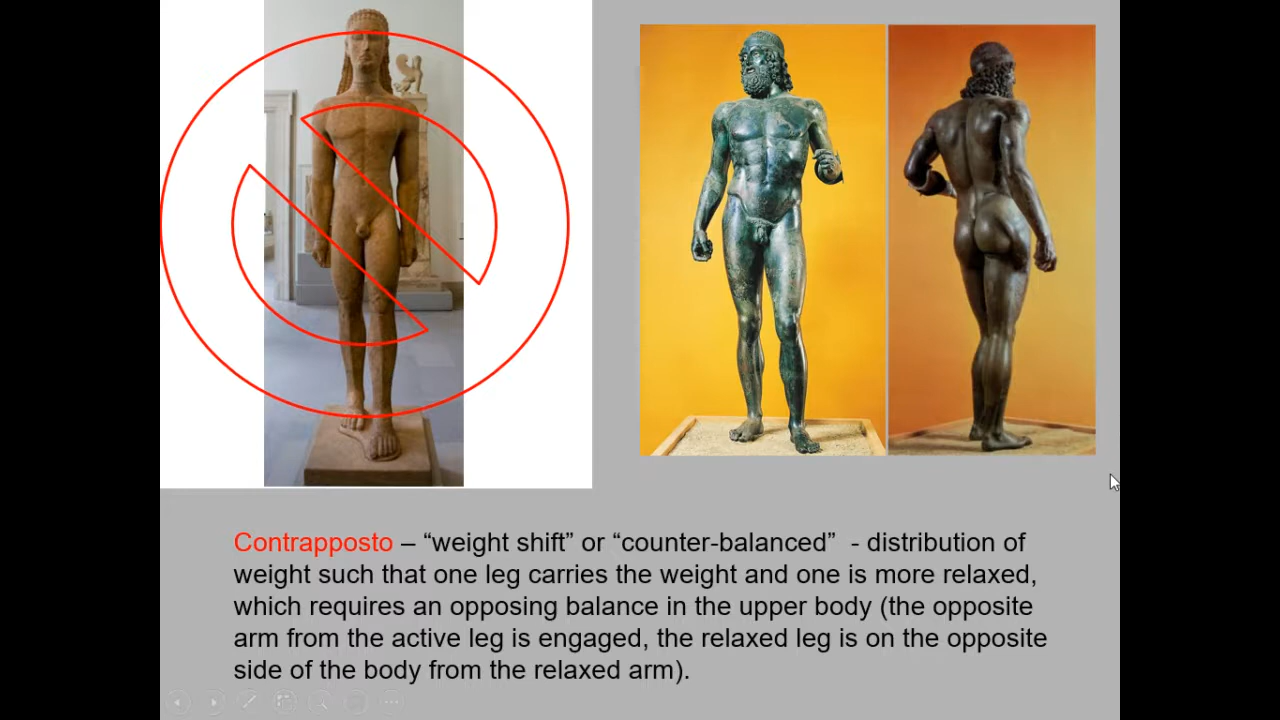 Contrapposto – “weight shift” or “counter-balanced”  - distribution of
weight such that one leg carries the weight and one is more relaxed,
which requires an opposing balance in the upper body (the opposite
arm from the active leg is engaged, the relaxed leg is on the opposite
side of the body from the relaxed arm).